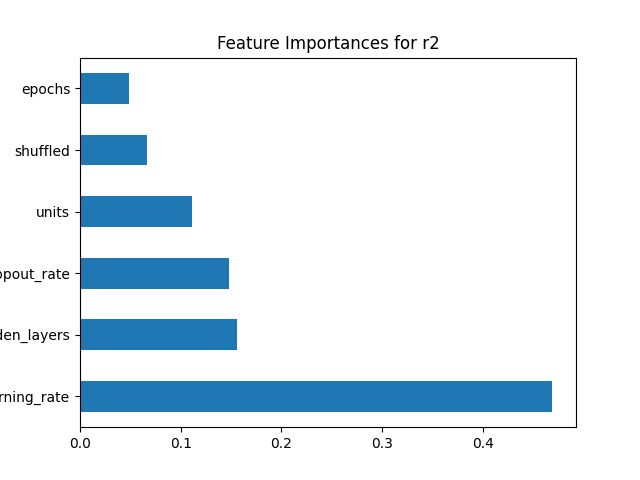 Feature Importances for r2
epochs
shuffled
units
opout_rate
den_layers
rning_rate
0.0 0.1 0.2 0.3 0.4